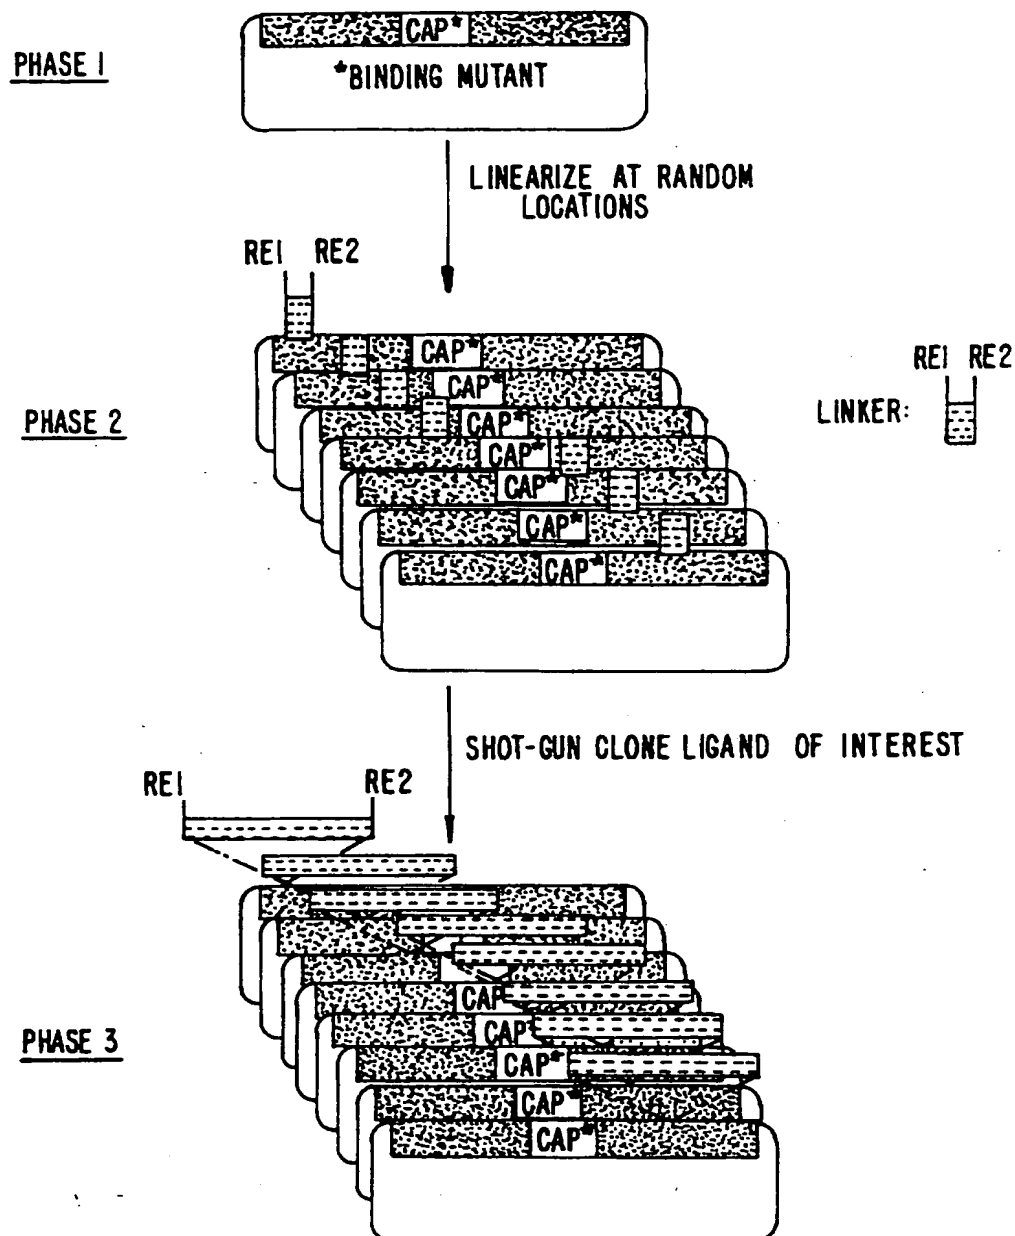 CAP*
PHASE 1
*BINDING MUTANT
LINEARIZE AT RANDOM
LOCATIONS
RE1 RE2
CAP*
CAP*
RE1 RE2
PHASE 2
CAP*
LINKER:
CAP*
CAP*
CAP*
CAP*
SHOT-GUN CLONE LIGAND OF INTEREST
RE1 RE2
CAP
CAP*
PHASE 3
CAP*
CAP*
CAP*